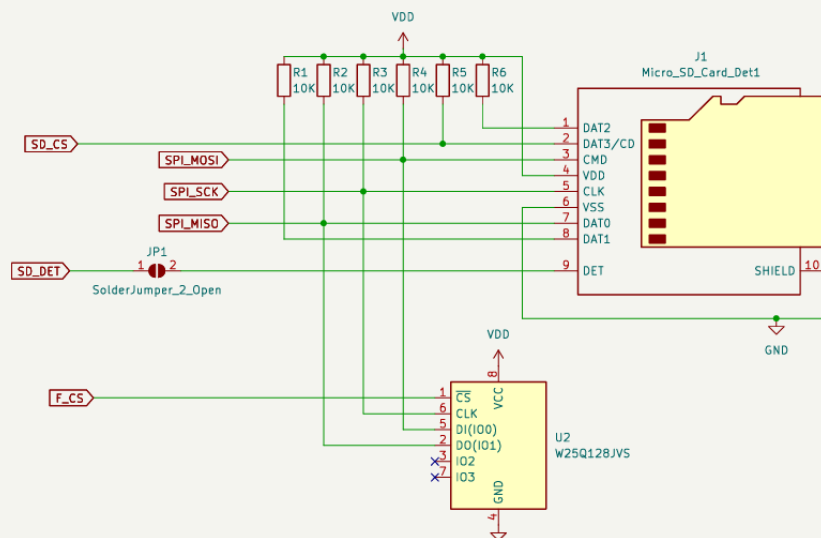 VDD
R1 R2 R3 R4 R5 R6
10K 10K 10K 10K 10K 10K
J1
Micro_SD_Card_Det1
SD_CS
SPI_MOSI
SPI_SCK
SPI_MISO
SD_DET
JP1
1 2
SolderJumper_2_Open
1 DAT2
2 DAT3/CD
3 CMD
4 VDD
5 CLK
6 VSS
7 DAT0
8 DAT1
9 DET
SHIELD 10
GND
VDD
8
VCC
F_CS
1 CS
6 CLK
5 DI(IO0)
2 DO(IO1)
3 IO2
7 IO3
GND
4
U2
W25Q128JVS